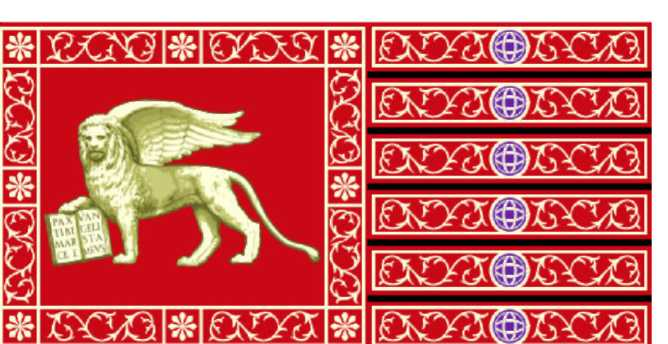 PAX
TIBI
MAR
CE E
VAN
GELI
STA
MEVS